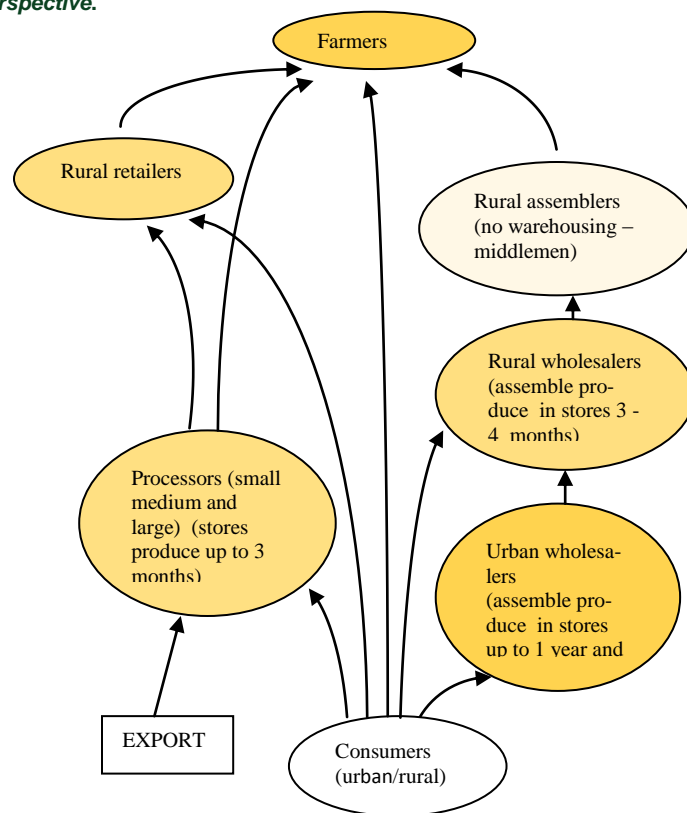 rspective.
Farmers
Rural retailers
Rural assemblers
(no warehousing –
middlemen)
Rural wholesalers
(assemble pro-
duce in stores 3 -
4 months)
Processors (small
medium and
large) (stores
produce up to 3
months)
Urban wholesa-
lers
(assemble pro-
duce in stores
up to 1 year and
EXPORT
Consumers
(urban/rural)